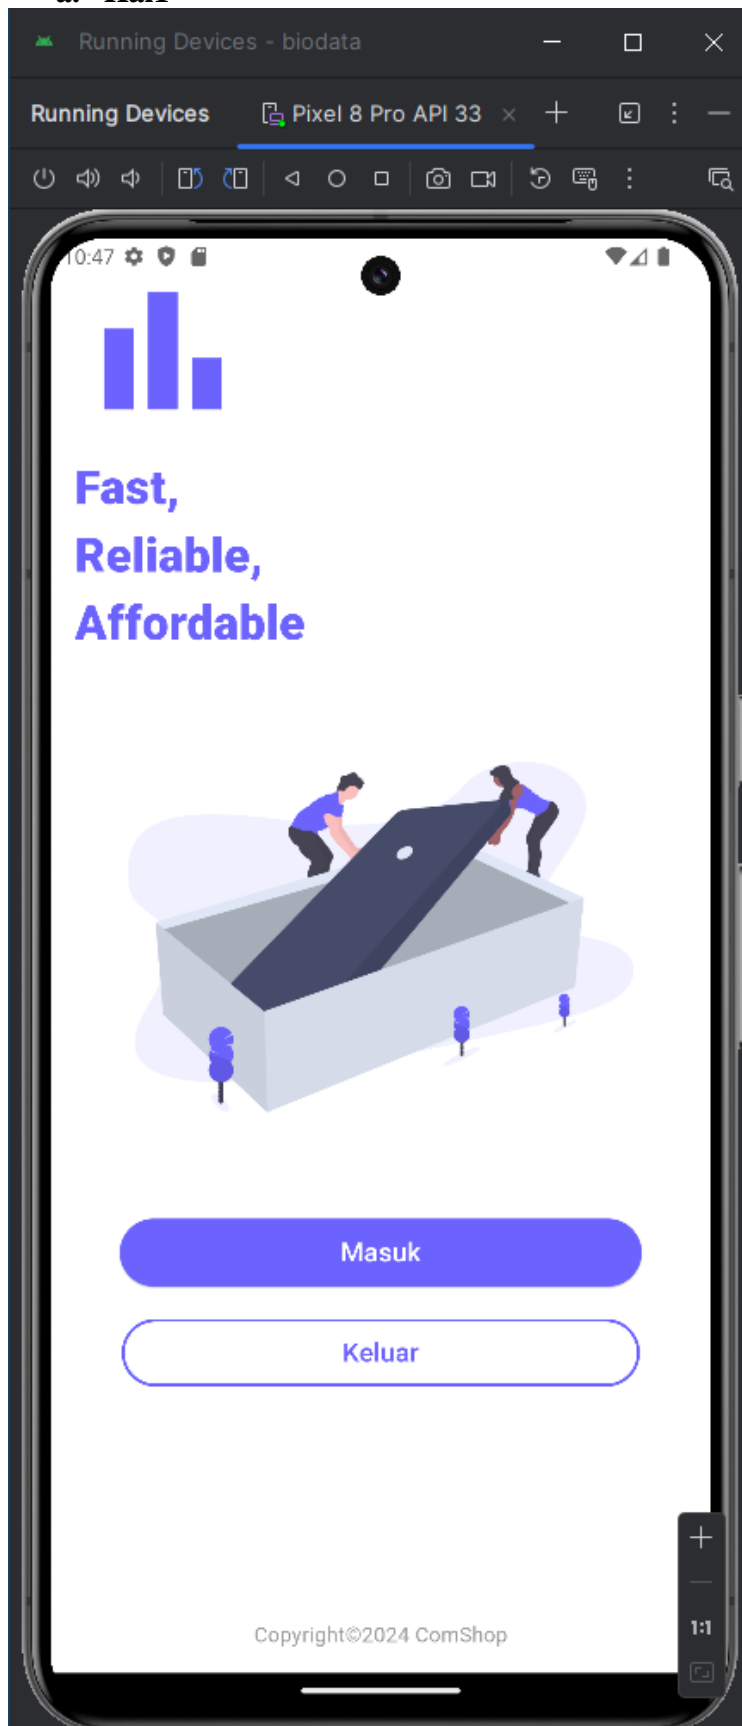 Running Devices - biodata
Running Devices Pixel 8 Pro API 33
10:47
Fast,
Reliable,
Affordable
Masuk
Keluar
1:1
Copyright©2024 ComShop